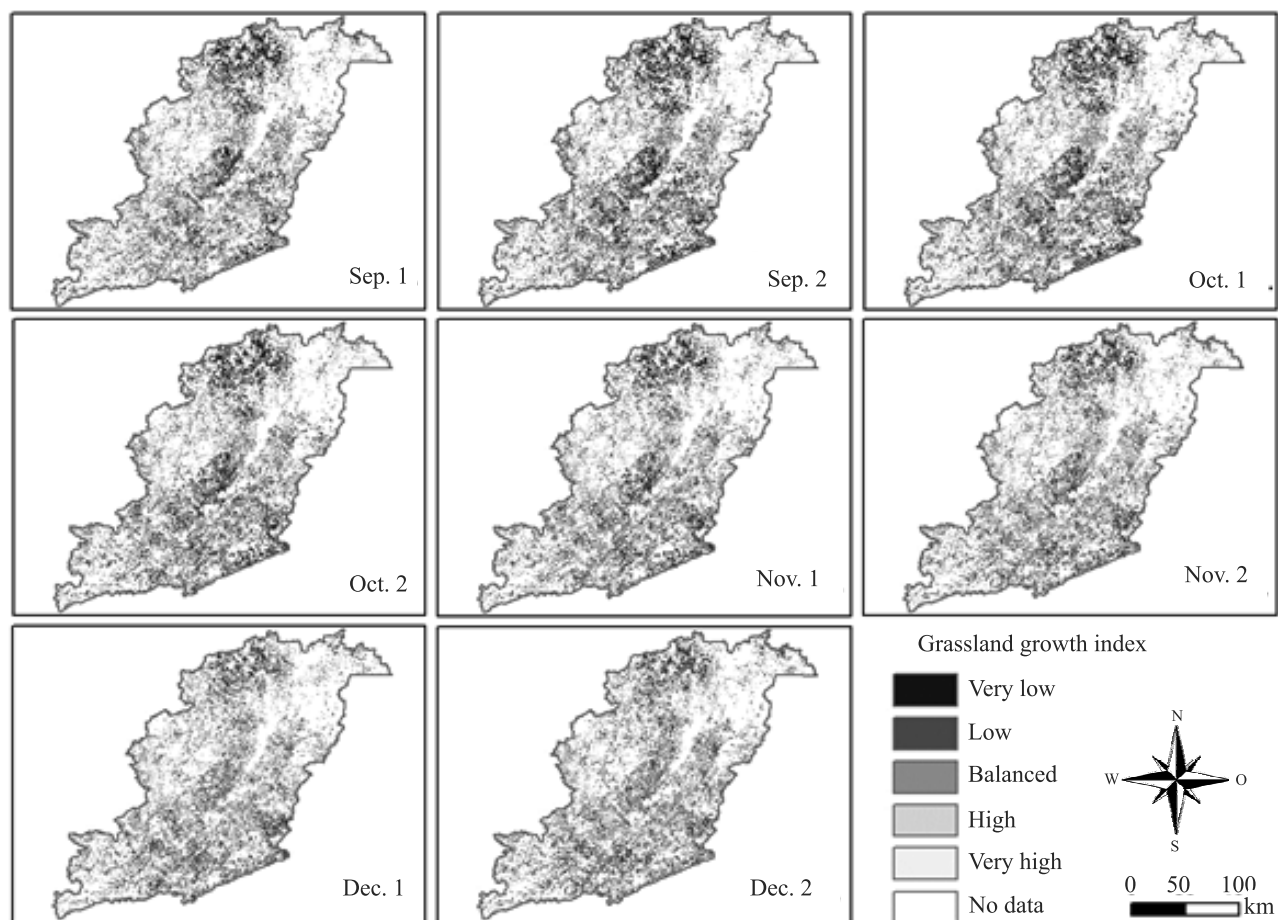 Sep. 1
Sep. 2
Oct. 1
Oct. 2
Nov. 1
Nov. 2
Dec. 1
Dec. 2
Grassland growth index
Very low
Low
Balanced
High
Very high
No data
N
W
O
S
0 50 100
km